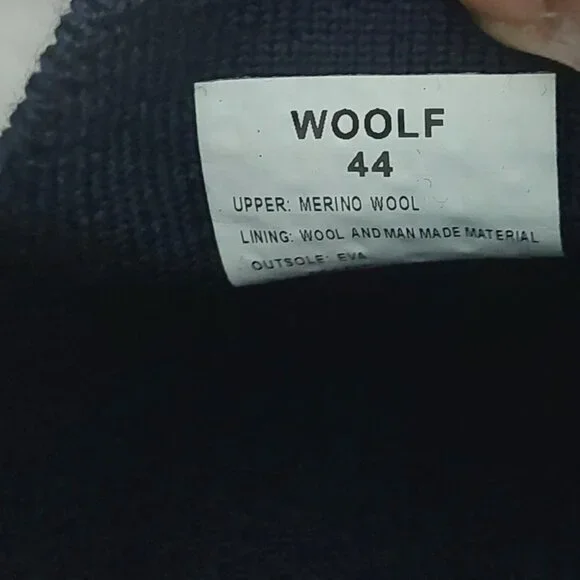 WOOLF
44
UPPER: MERINO WOOL
LINING: WOOL AND MAN MADE MATERIAL
OUTSOLE: EVA